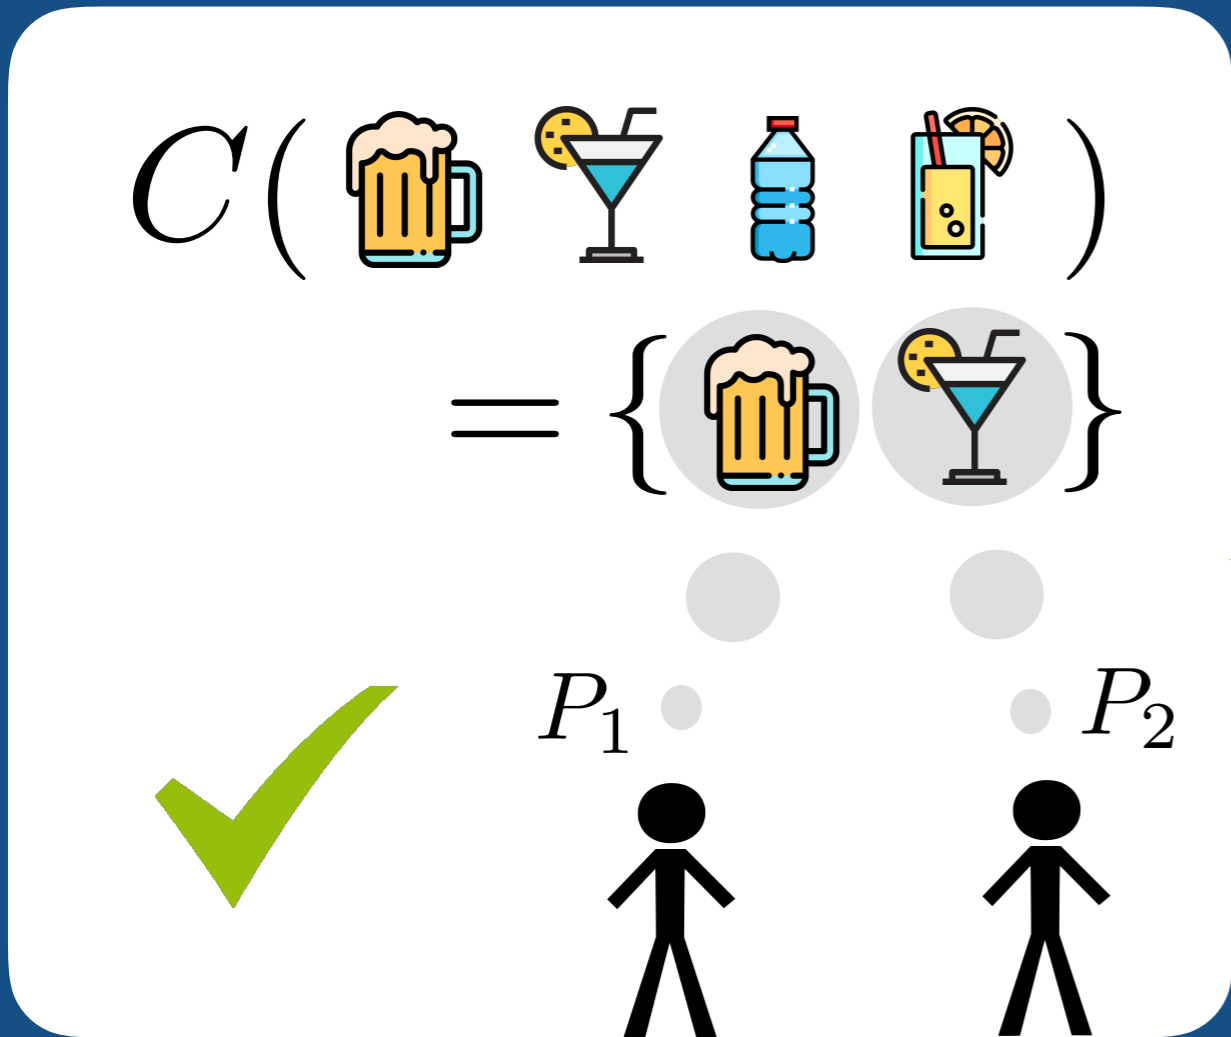 C( )
= { }
P₁ P₂